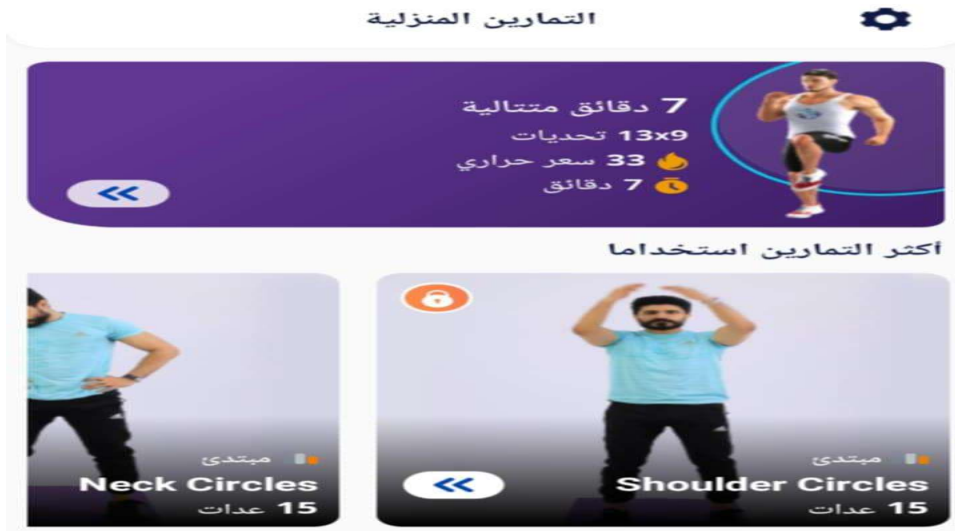 التمارين المنزلية
7 دقائق متتالية
13x9 تحديات
33 سعر حراري
7 دقائق
أكثر التمارين استخداما
مبتدئ
Shoulder Circles
15 عدات
مبتدئ
Neck Circles
15 عدات